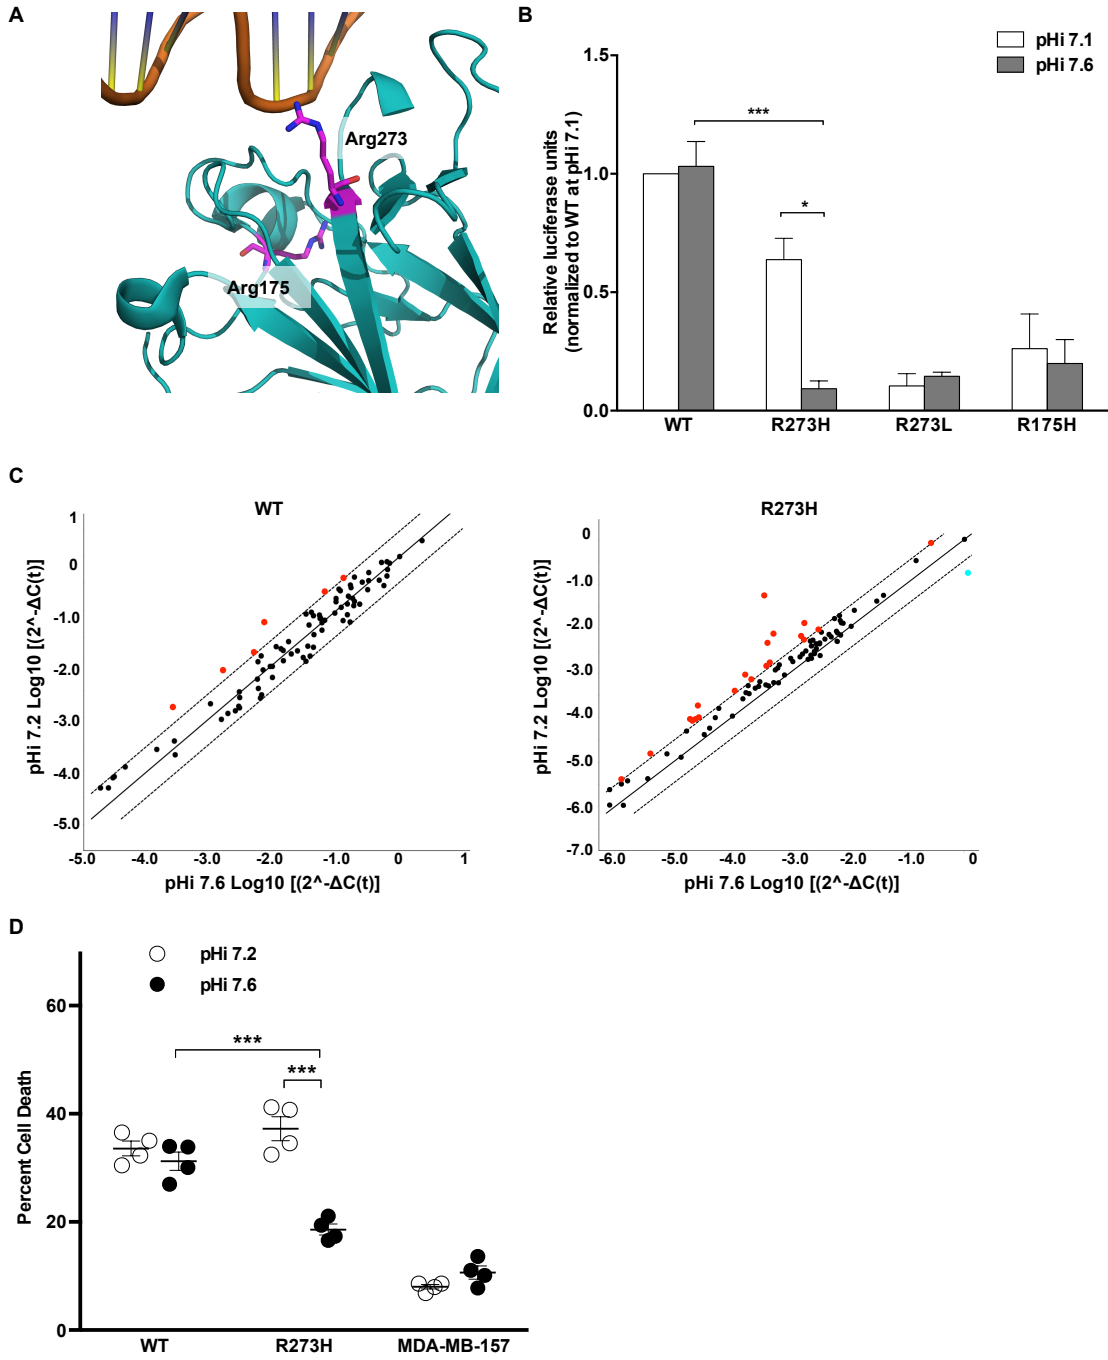 A
Arg273
Arg175
B
pHi 7.1
pHi 7.6
Relative luciferase units
(normalized to WT at pHi 7.1)
1.5
1.0
0.5
0.0
***
*
WT
R273H
R273L
R175H
C
WT
pHi 7.2 Log10 [(2^-ΔC(t)]
1
0
-1.0
-2.0
-3.0
-4.0
-5.0
-5.0 -4.0 -3.0 -2.0 -1.0 0 1
pHi 7.6 Log10 [(2^-ΔC(t)]
R273H
pHi 7.2 Log10 [(2^-ΔC(t)]
0
-1.0
-2.0
-3.0
-4.0
-5.0
-6.0
-7.0
-6.0 -5.0 -4.0 -3.0 -2.0 -1.0 0
pHi 7.6 Log10 [(2^-ΔC(t)]
D
pHi 7.2
pHi 7.6
Percent Cell Death
60
40
20
0
***
***
WT
R273H
MDA-MB-157